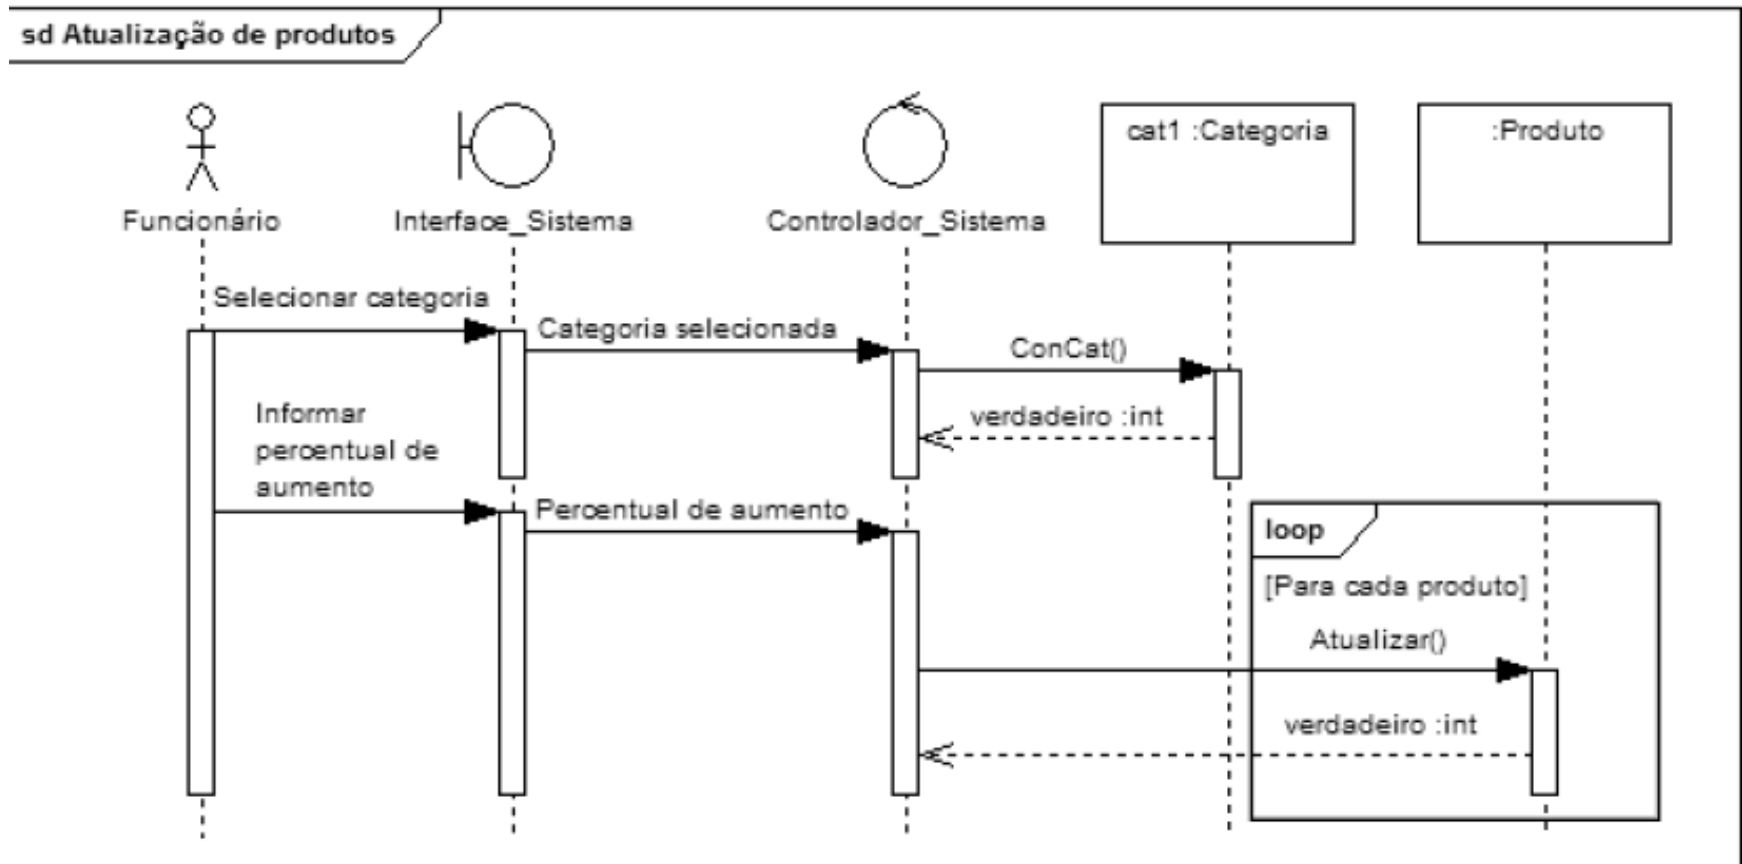 sd Atualização de produtos
cat1 :Categoria
:Produto
Funcionário
Interface_Sistema
Controlador_Sistema
Selecionar categoria
Categoria selecionada
ConCat()
verdadeiro :int
Informar
percentual de
aumento
Percentual de aumento
loop
[Para cada produto]
Atualizar()
verdadeiro :int